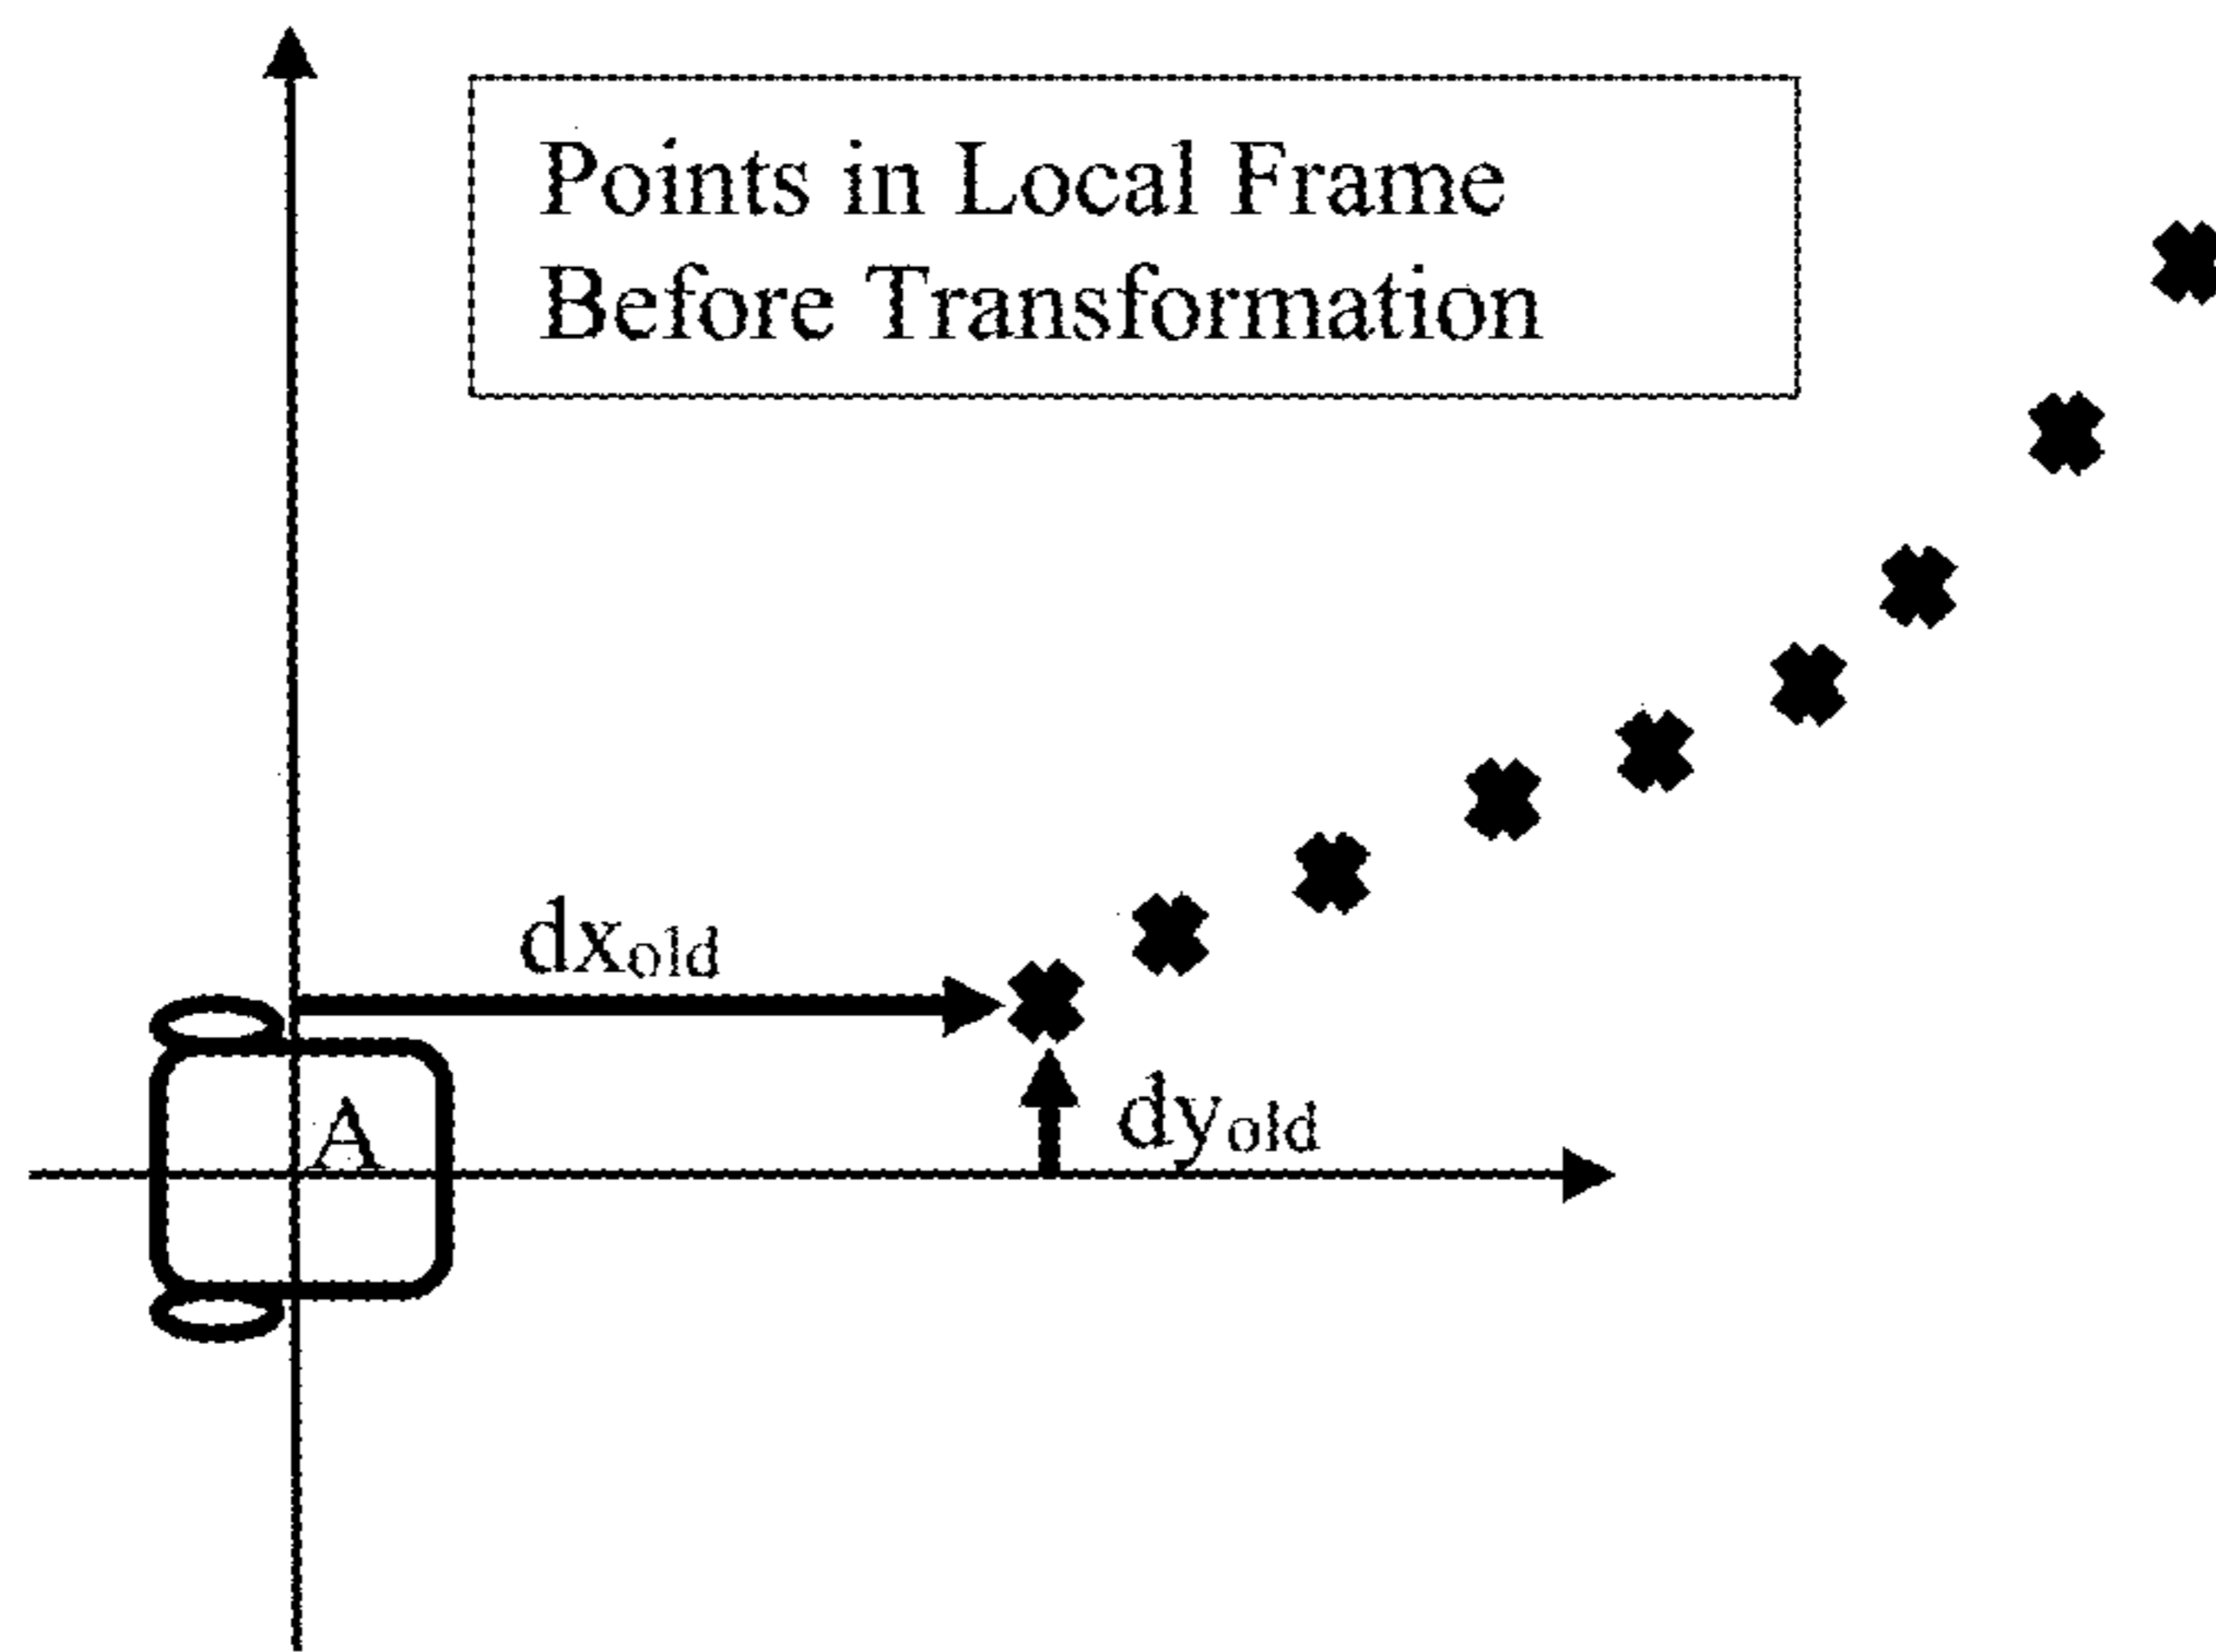 Points in Local Frame
Before Transformation
dxold
A
dyold